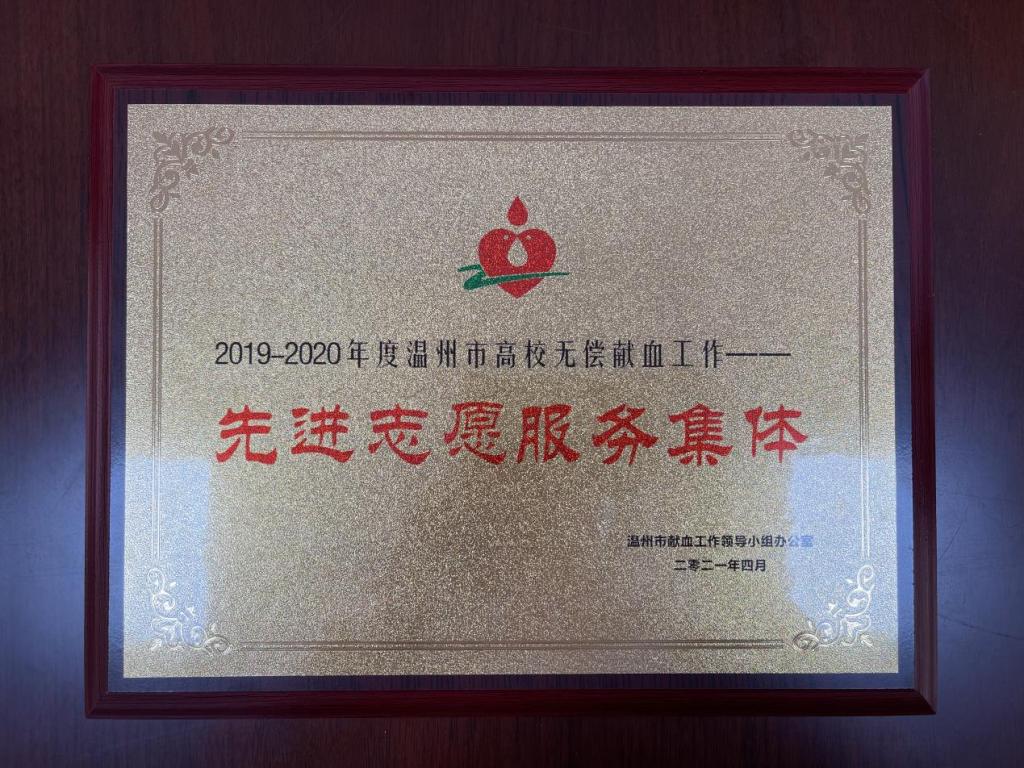 2019-2020年度温州市高校无偿献血工作——
先进志愿服务集体
温州市献血工作领导小组办公室
二零二一年四月